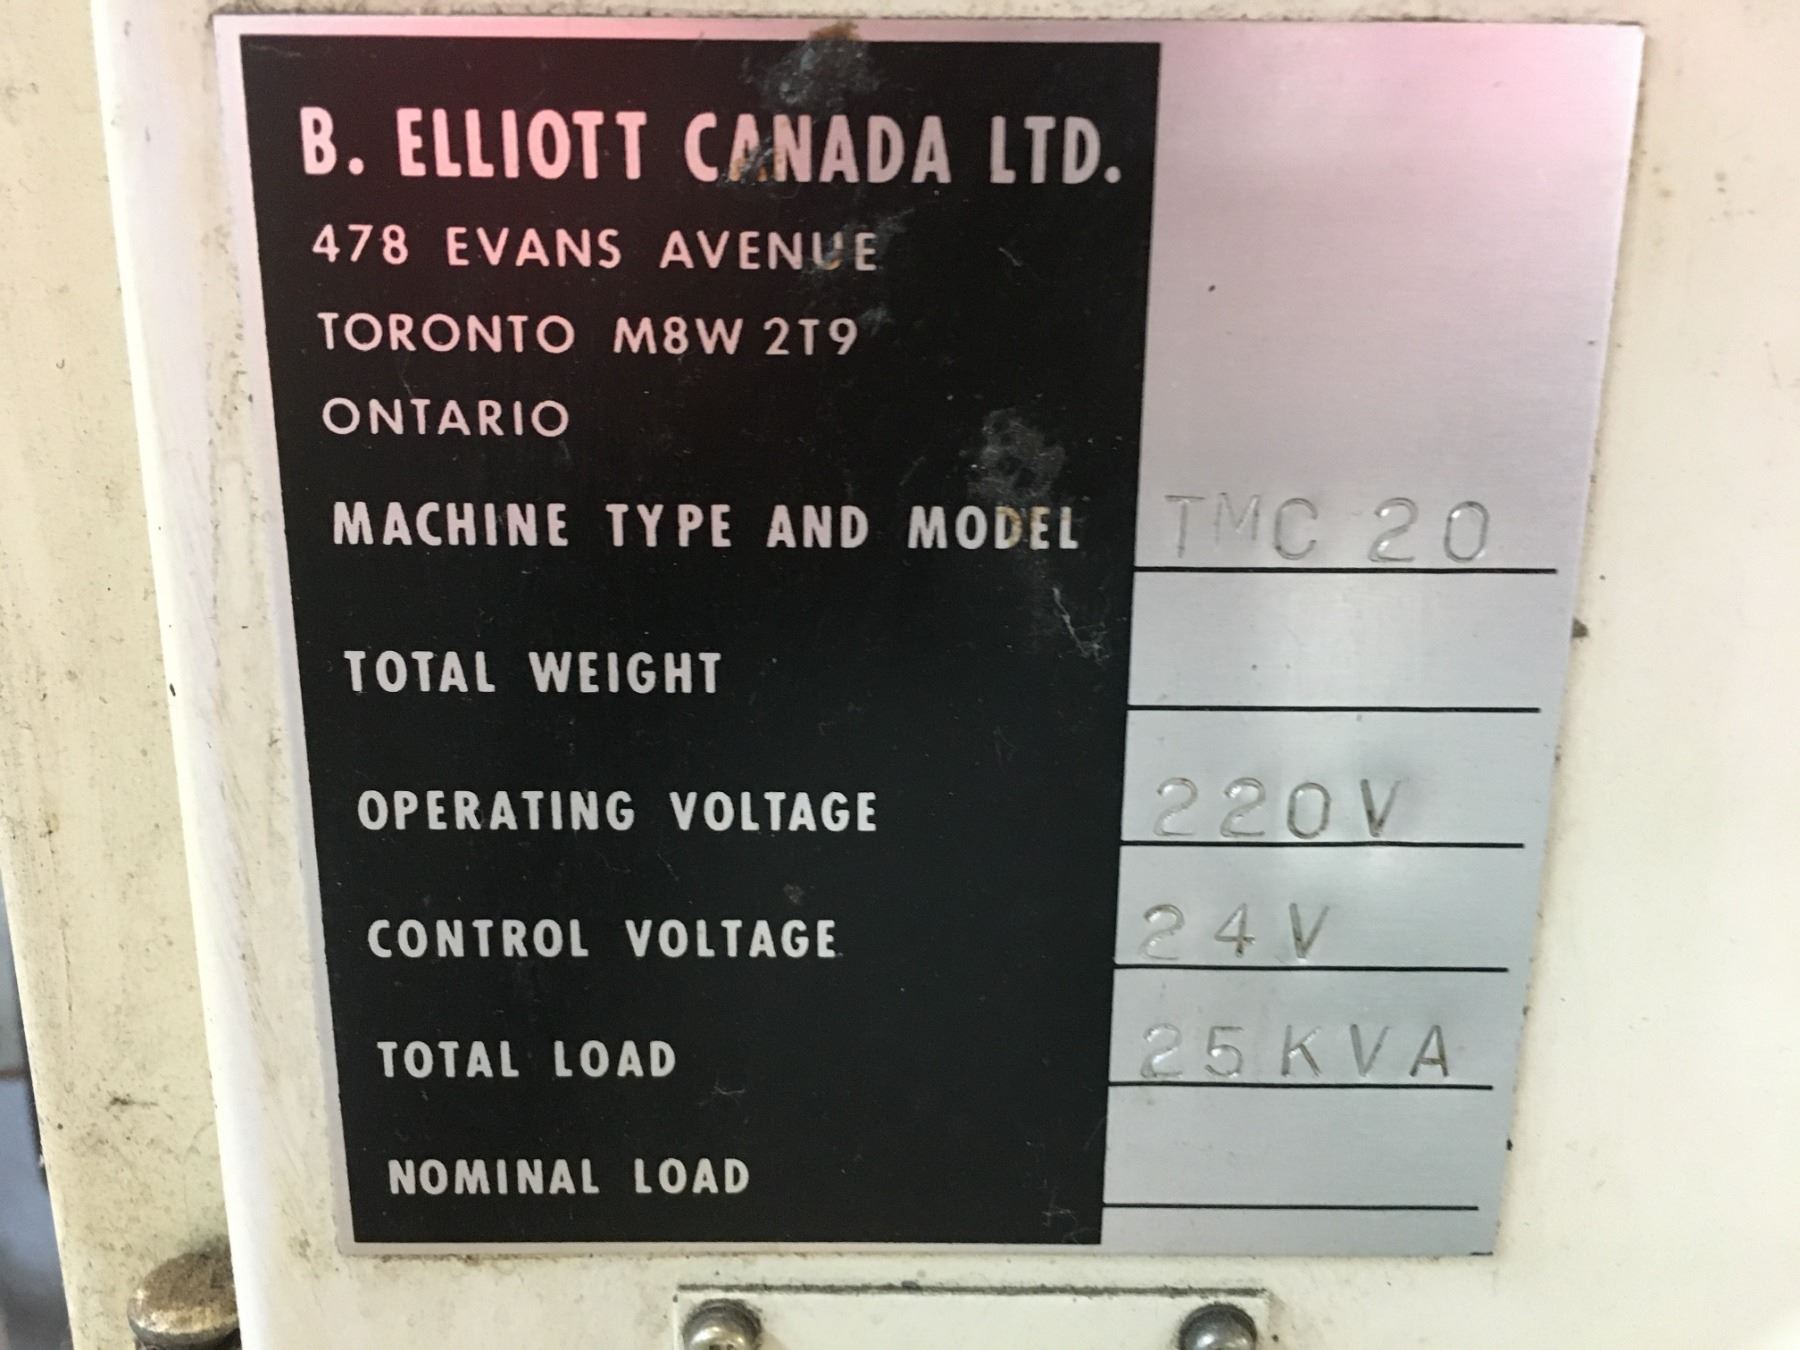 B. ELLIOTT CANADA LTD.
478 EVANS AVENUE
TORONTO M8W 2T9
ONTARIO
MACHINE TYPE AND MODEL TMC 20
TOTAL WEIGHT
OPERATING VOLTAGE 220V
CONTROL VOLTAGE 24V
TOTAL LOAD 25KVA
NOMINAL LOAD